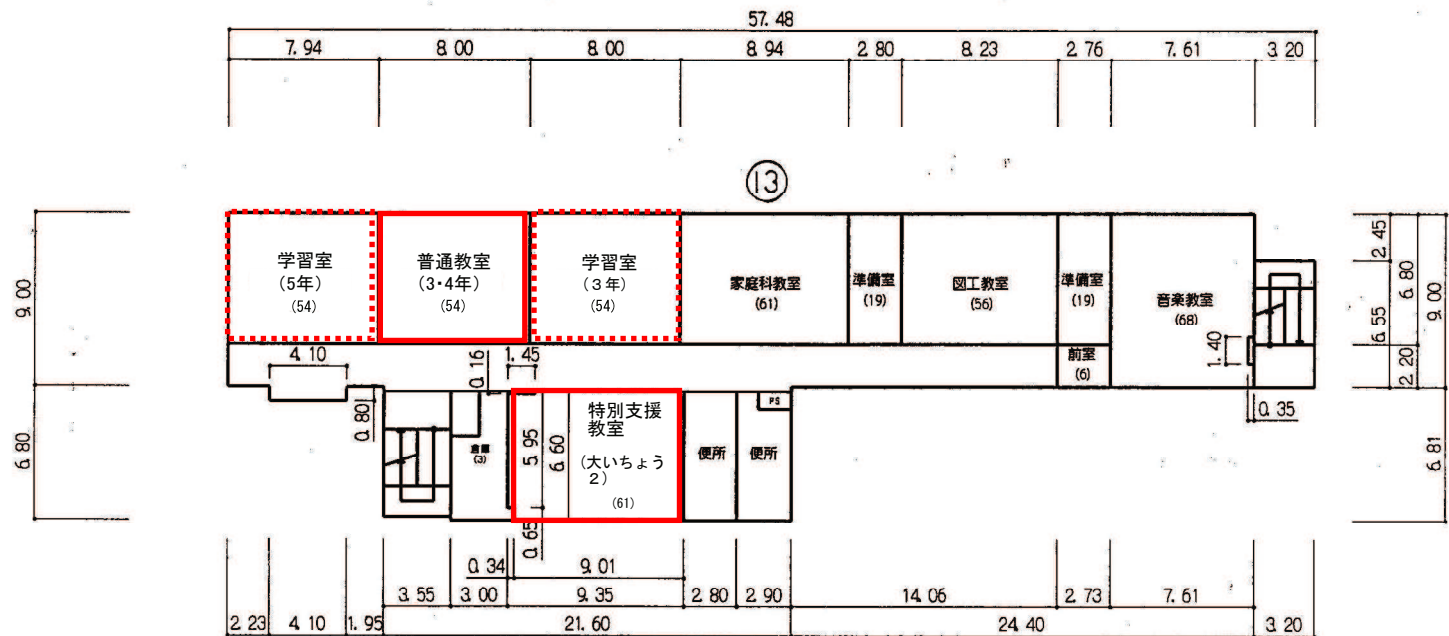 57.48
7.94 8.00 8.00 8.94 2.80 8.23 2.76 7.61 3.20
⑬
9.00
6.80
学習室
(5年)
(54)
普通教室
(3・4年)
(54)
学習室
(3年)
(54)
家庭科教室
(61)
準備室
(19)
図工教室
(56)
準備室
(19)
音楽教室
(68)
前室
(6)
2.45
6.55
2.20
6.80
9.00
6.81
1.40
0.35
4.10
0.80
0.16
1.45
倉庫
(3)
5.95
6.60
0.65
特別支援
教室
(大いちょう
2)
(61)
便所
便所
PS
0.34 9.01
3.55 3.00 9.35 2.80 2.90 14.06 2.73 7.61
2.23 4.10 1.95 21.60 24.40 3.20